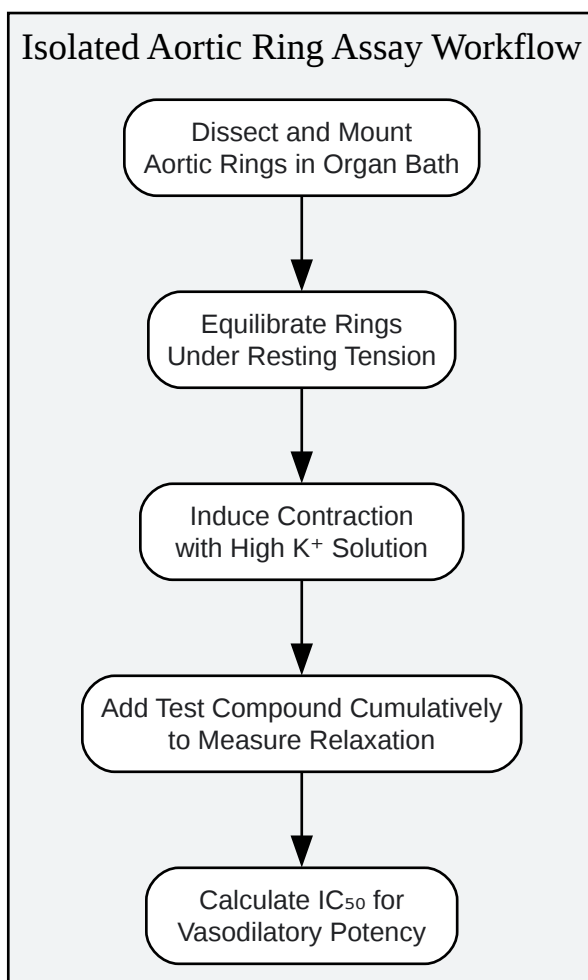 Isolated Aortic Ring Assay Workflow
Dissect and Mount
Aortic Rings in Organ Bath
Equilibrate Rings
Under Resting Tension
Induce Contraction
with High K⁺ Solution
Add Test Compound Cumulatively
to Measure Relaxation
Calculate IC₅₀ for
Vasodilatory Potency